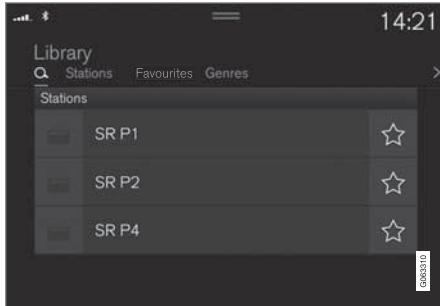 14:21
Library
Stations Favourites Genres
Stations
SR P1
SR P2
SR P4
G063310